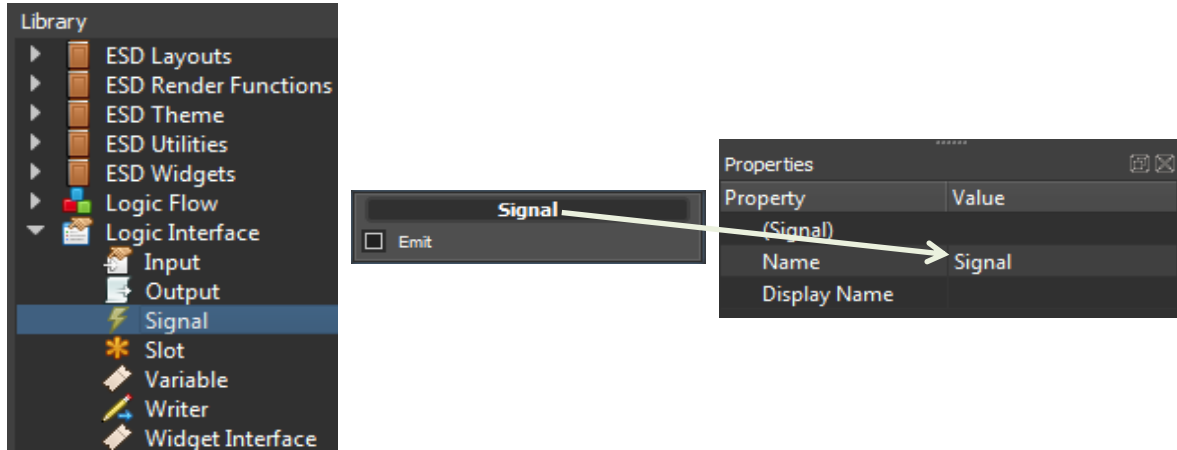 Library
ESD Layouts
ESD Render Functions
ESD Theme
ESD Utilities
ESD Widgets
Logic Flow
Logic Interface
Input
Output
Signal
Slot
Variable
Writer
Widget Interface
Signal
Emit
Properties
Property Value
(Signal)
Name Signal
Display Name